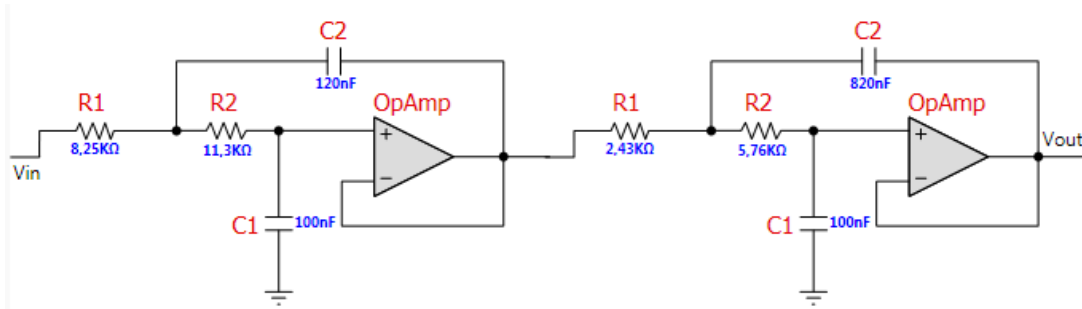 C2
120nF
R1
8,25KΩ
R2
11,3KΩ
OpAmp
+
−
Vin
C1
100nF
C2
820nF
R1
2,43KΩ
R2
5,76KΩ
OpAmp
+
−
Vout
C1
100nF